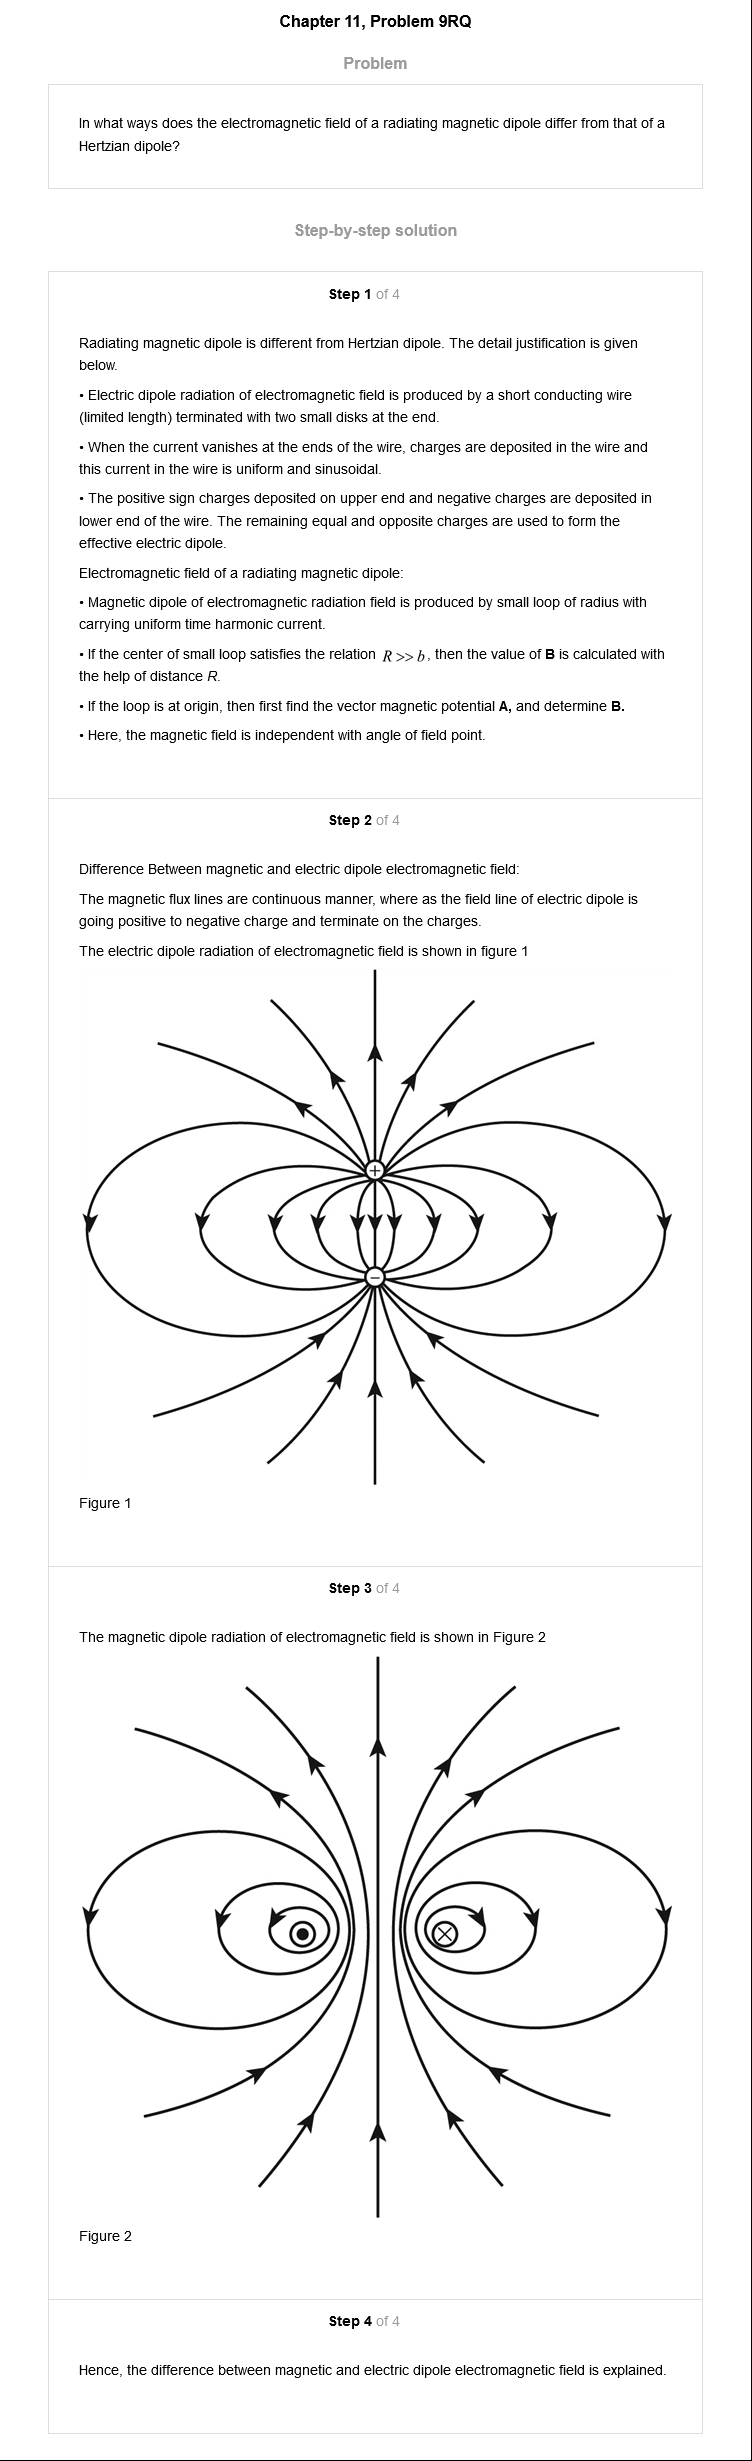 Chapter 11, Problem 9RQ
Problem
In what ways does the electromagnetic field of a radiating magnetic dipole differ from that of a
Hertzian dipole?
Step-by-step solution
Step 1 of 4
Radiating magnetic dipole is different from Hertzian dipole. The detail justification is given
below.
• Electric dipole radiation of electromagnetic field is produced by a short conducting wire
(limited length) terminated with two small disks at the end.
• When the current vanishes at the ends of the wire, charges are deposited in the wire and
this current in the wire is uniform and sinusoidal.
• The positive sign charges deposited on upper end and negative charges are deposited in
lower end of the wire. The remaining equal and opposite charges are used to form the
effective electric dipole.
Electromagnetic field of a radiating magnetic dipole:
• Magnetic dipole of electromagnetic radiation field is produced by small loop of radius with
carrying uniform time harmonic current.
• If the center of small loop satisfies the relation R >> b, then the value of B is calculated with
the help of distance R.
• If the loop is at origin, then first find the vector magnetic potential A, and determine B.
• Here, the magnetic field is independent with angle of field point.
Step 2 of 4
Difference Between magnetic and electric dipole electromagnetic field:
The magnetic flux lines are continuous manner, where as the field line of electric dipole is
going positive to negative charge and terminate on the charges.
The electric dipole radiation of electromagnetic field is shown in figure 1
+
−
Figure 1
Step 3 of 4
The magnetic dipole radiation of electromagnetic field is shown in Figure 2
Figure 2
Step 4 of 4
Hence, the difference between magnetic and electric dipole electromagnetic field is explained.